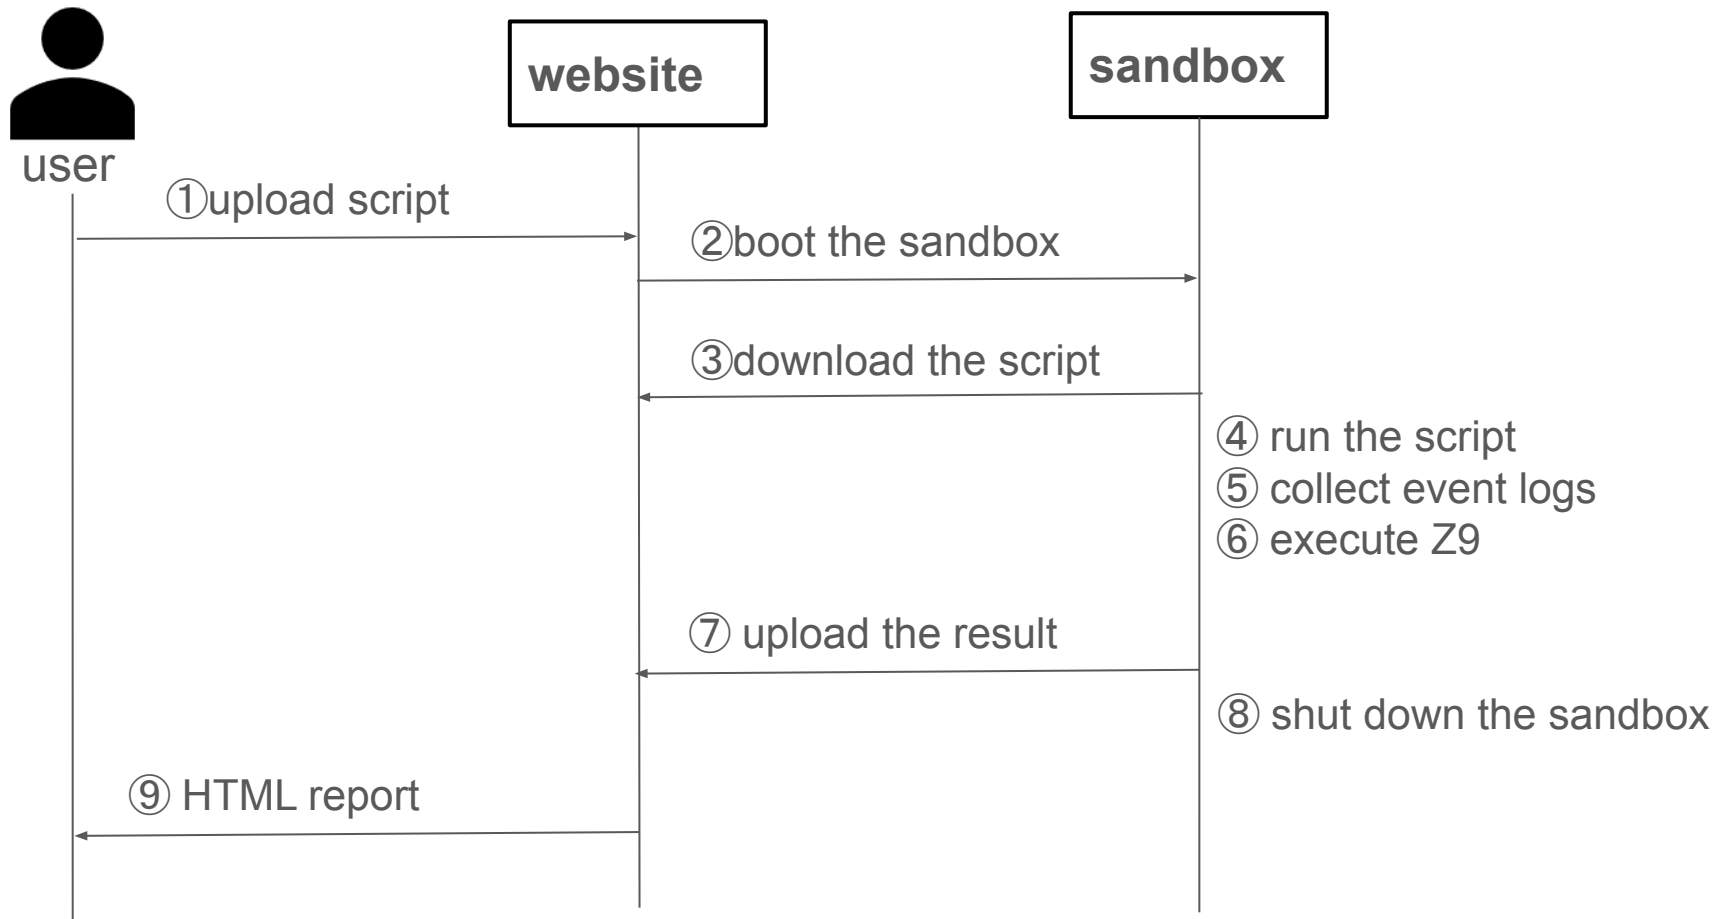 website
sandbox
user
①upload script
②boot the sandbox
③download the script
④ run the script
⑤ collect event logs
⑥ execute Z9
⑦ upload the result
⑧ shut down the sandbox
⑨ HTML report